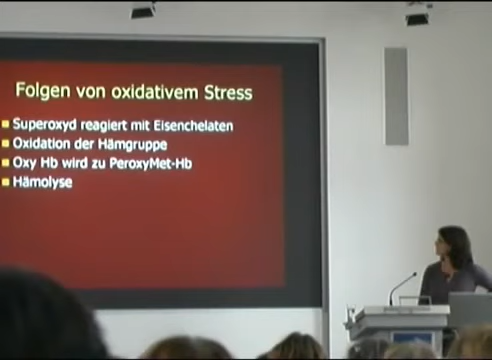 Folgen von oxidativem Stress
Superoxyd reagiert mit Eisenchelaten
Oxidation der Hämgruppe
Oxy Hb wird zu PeroxyMet-Hb
Hämolyse